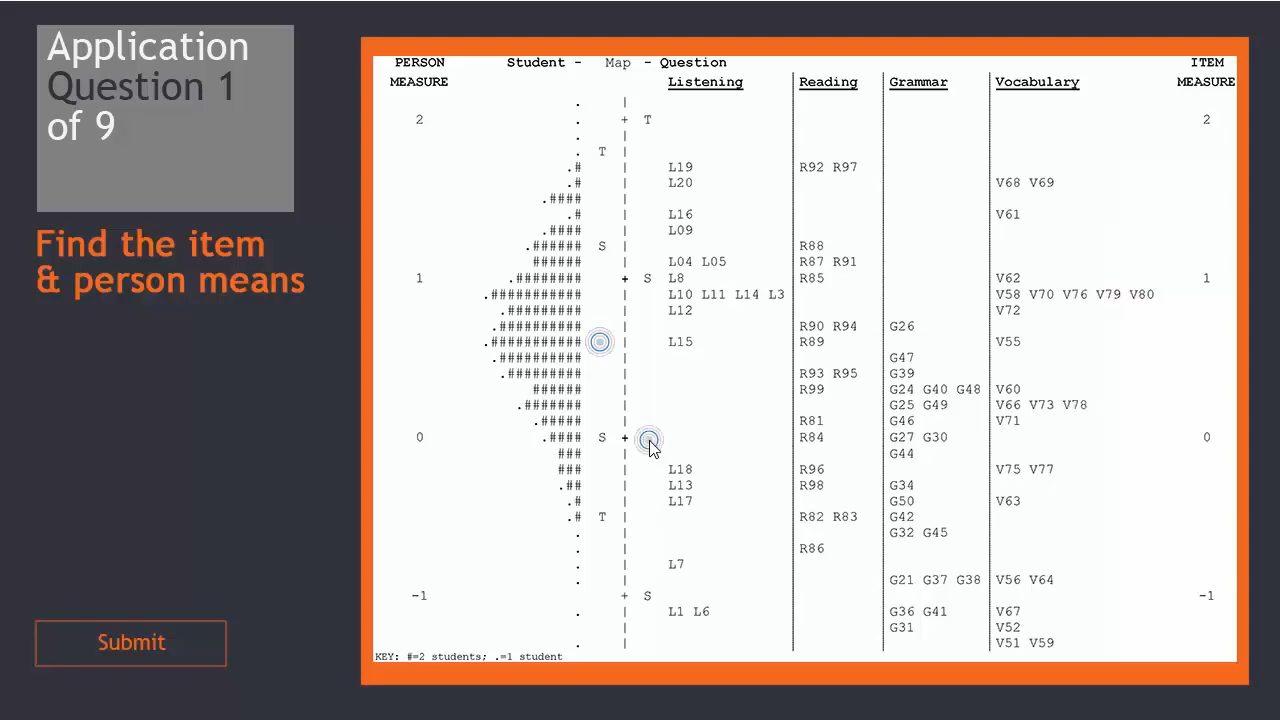 Application
Question 1
of 9
Find the item
& person means
Submit
PERSON Student - Map - Question ITEM
MEASURE Listening Reading Grammar Vocabulary MEASURE
. |
2 . + T 2
. |
. T |
.# | L19 R92 R97
.# | L20 V68 V69
.#### |
.# | L16 V61
.#### | L09
.###### S | R88
###### | L04 L05 R87 R91
1 .######## + S L8 R85 V62 1
.########### | L10 L11 L14 L3 V58 V70 V76 V79 V80
.######### | L12 V72
.########## | R90 R94 G26
.########### | L15 R89 V55
.########## | G47
.######### | R93 R95 G39
###### | R99 G24 G40 G48 V60
.####### | G25 G49 V66 V73 V78
.##### | R81 G46 V71
0 .#### S + R84 G27 G30 0
### | G44
### | L18 R96 V75 V77
.## | L13 R98 G34
.# | L17 G50 V63
.# T | R82 R83 G42
. | G32 G45
. | R86
. | L7
. | G21 G37 G38 V56 V64
-1 + S -1
. | L1 L6 G36 G41 V67
| G31 V52
. | V51 V59
KEY: #=2 students; .=1 student